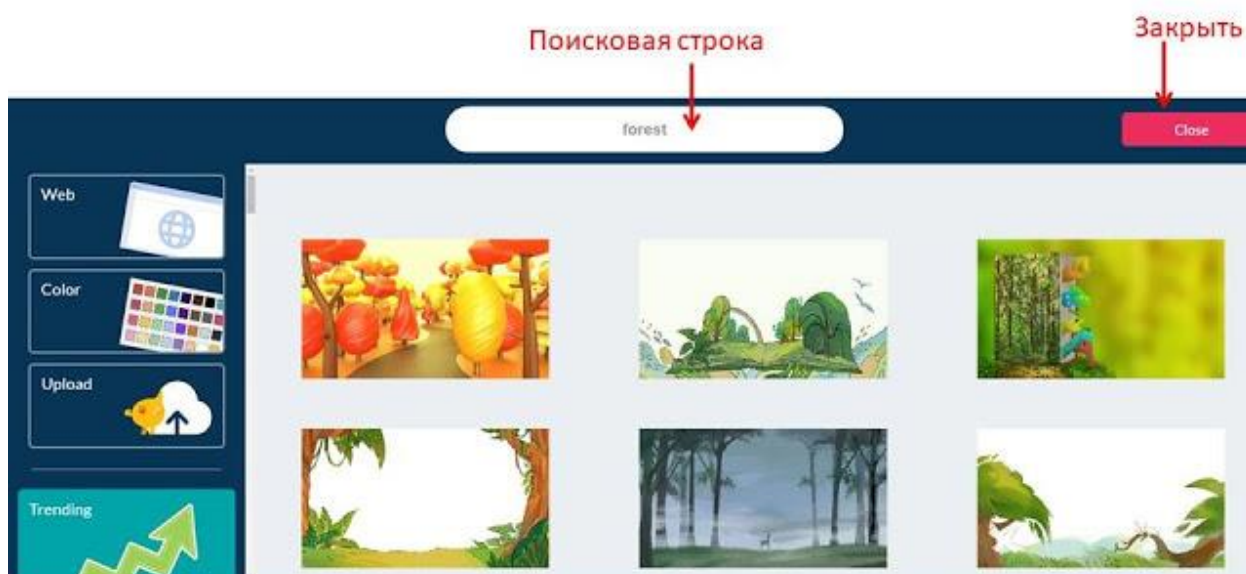 Поисковая строка
Закрыть
forest
Close
Web
Color
Upload
Trending